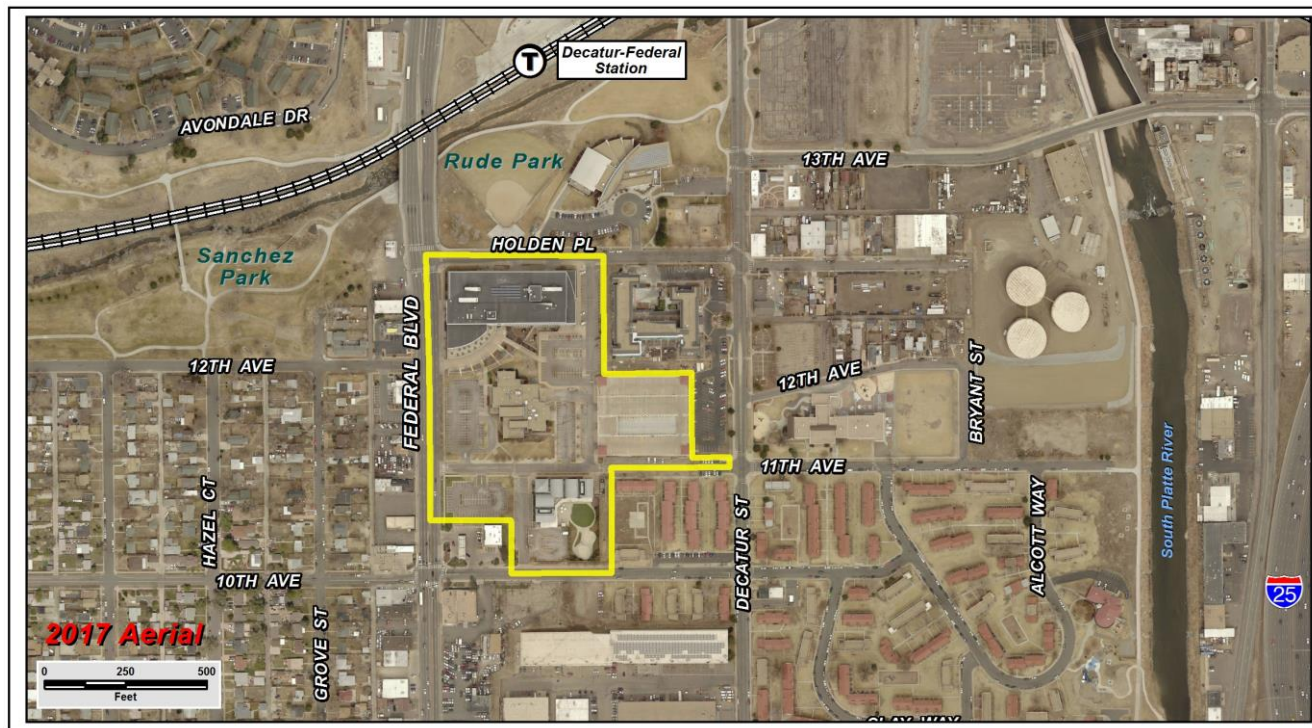 T
Decatur-Federal
Station
AVONDALE DR
Rude Park
13TH AVE
HOLDEN PL
Sanchez
Park
FEDERAL BLVD
12TH AVE
12TH AVE
BRYANT ST
11TH AVE
HAZEL CT
DECATUR ST
ALCOTT WAY
South Platte River
10TH AVE
25
2017 Aerial
GROVE ST
0 250 500
Feet
CLAY WAY